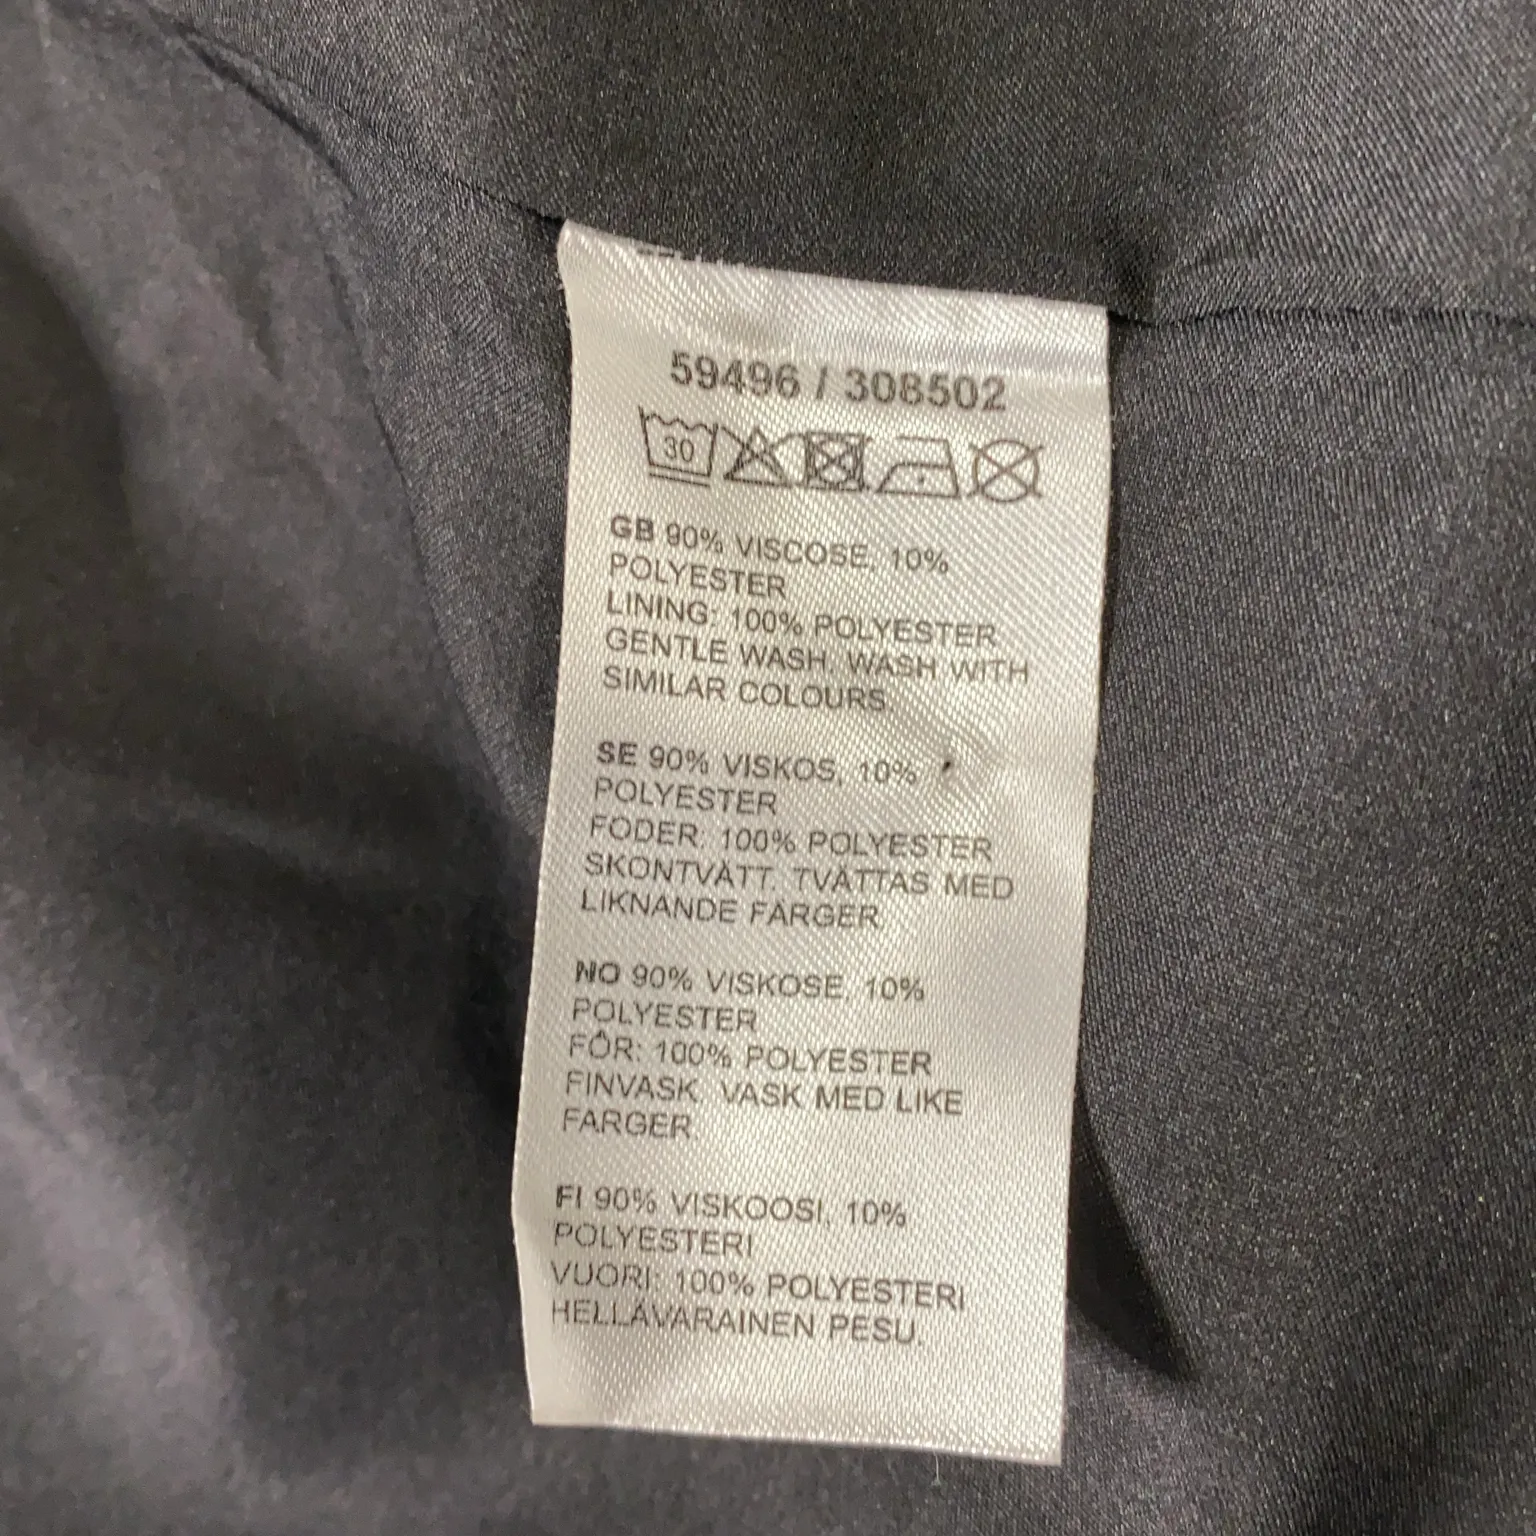 59496 / 308502
30
GB 90% VISCOSE, 10%
POLYESTER
LINING: 100% POLYESTER
GENTLE WASH. WASH WITH
SIMILAR COLOURS.
SE 90% VISKOS, 10%
POLYESTER
FODER: 100% POLYESTER
SKONTVÄTT. TVÄTTAS MED
LIKNANDE FÄRGER.
NO 90% VISKOSE, 10%
POLYESTER
FÔR: 100% POLYESTER
FINVASK. VASK MED LIKE
FARGER.
FI 90% VISKOOSI, 10%
POLYESTERI
VUORI: 100% POLYESTERI
HELLÄVARAINEN PESU.